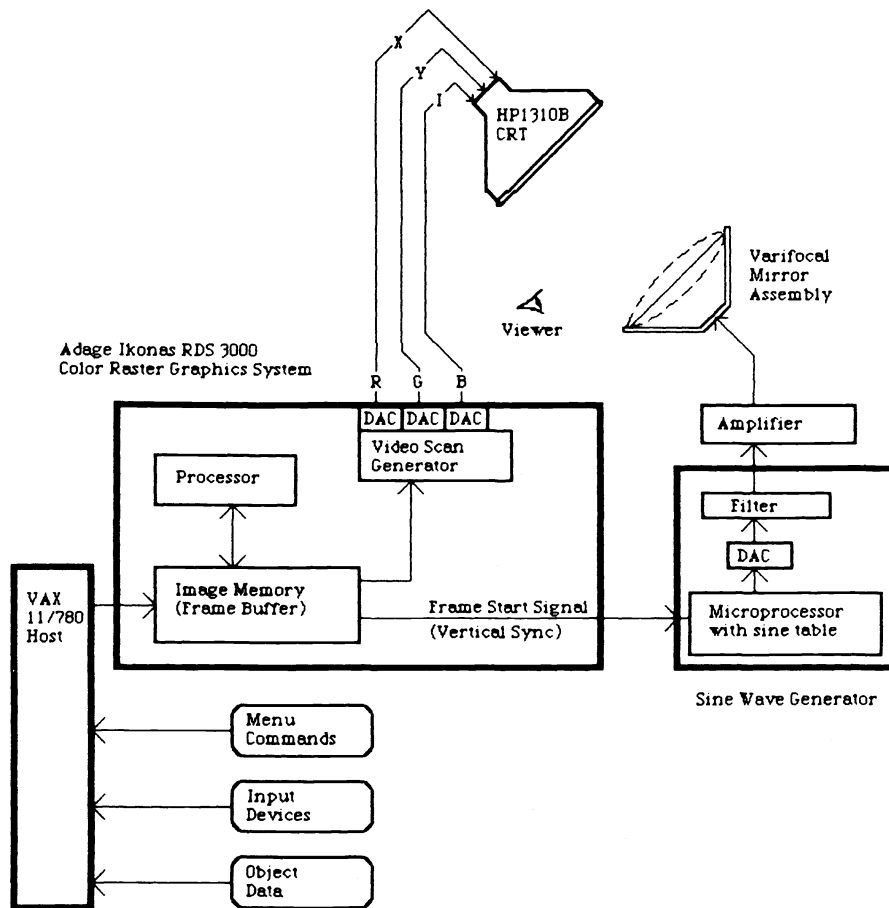 X
Y
I
HP1310B
CRT
Varifocal
Mirror
Assembly
Viewer
Adage Ikonas RDS 3000
Color Raster Graphics System
R G B
DAC DAC DAC
Video Scan
Generator
Amplifier
Processor
Filter
DAC
VAX
11/780
Host
Image Memory
(Frame Buffer)
Frame Start Signal
(Vertical Sync)
Microprocessor
with sine table
Sine Wave Generator
Menu
Commands
Input
Devices
Object
Data